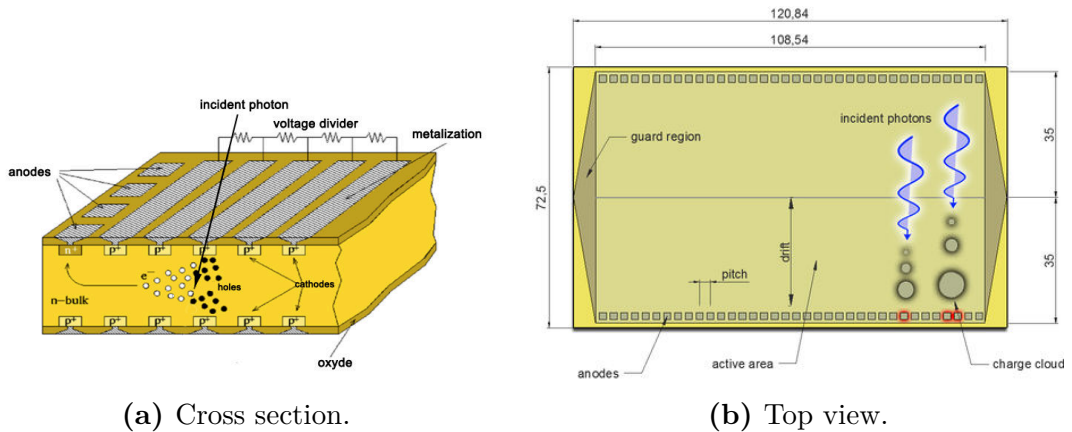 incident photon
voltage divider
metalization
anodes
n+
p+ p+ p+ p+ p+
e−
holes
cathodes
n−bulk
p+ p+ p+ p+ p+ p+
oxyde
(a) Cross section.
120,84
108,54
incident photons
guard region
35
72,5
drift
pitch
35
anodes
active area
charge cloud
(b) Top view.